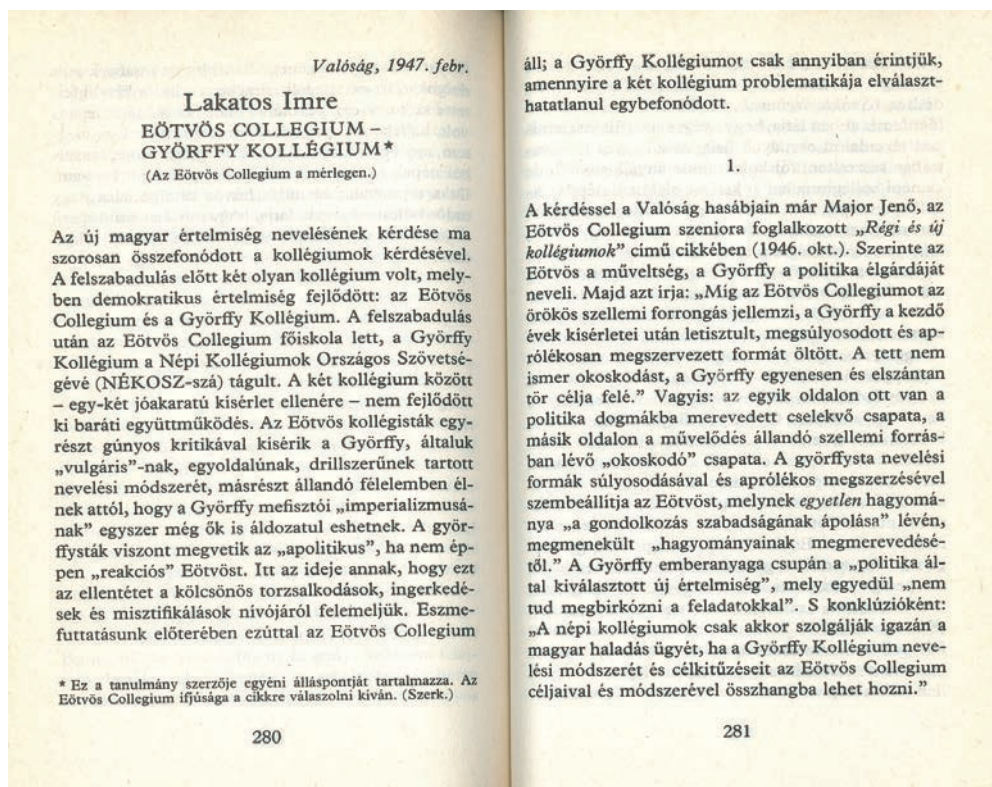 Valóság, 1947. febr.
Lakatos Imre
EÖTVÖS COLLEGIUM –
GYÖRFFY KOLLÉGIUM*
(Az Eötvös Collegium a mérlegen.)
Az új magyar értelmiség nevelésének kérdése ma
szorosan összefonódott a kollégiumok kérdésével.
A felszabadulás előtt két olyan kollégium volt, mely-
ben demokratikus értelmiség fejlődött: az Eötvös
Collegium és a Györffy Kollégium. A felszabadulás
után az Eötvös Collegium főiskola lett, a Györffy
Kollégium a Népi Kollégiumok Országos Szövetsé-
gévé (NÉKOSZ-szá) tágult. A két kollégium között
– egy-két jóakaratú kísérlet ellenére – nem fejlődött
ki baráti együttműködés. Az Eötvös kollégisták egy-
részt gúnyos kritikával kisérik a Györffy, általuk
„vulgáris”-nak, egyoldalúnak, drillszerűnek tartott
nevelési módszerét, másrészt állandó félelemben él-
nek attól, hogy a Györffy mefisztói „imperializmusá-
nak” egyszer még ők is áldozatul eshetnek. A györ-
ffysták viszont megvetik az „apolitikus”, ha nem ép-
pen „reakciós” Eötvöst. Itt az ideje annak, hogy ezt
az ellentétet a kölcsönös torzsalkodások, ingerkedé-
sek és misztifikálások nívójáról felemeljük. Eszme-
futtatásunk előterében ezúttal az Eötvös Collegium
* Ez a tanulmány szerzője egyéni álláspontját tartalmazza. Az
Eötvös Collegium ifjúsága a cikkre válaszolni kíván. (Szerk.)
280
áll; a Györffy Kollégiumot csak annyiban érintjük,
amennyire a két kollégium problematikája elválaszt-
hatatlanul egybefonódott.
1.
A kérdéssel a Valóság hasábjain már Major Jenő, az
Eötvös Collegium szeniora foglalkozott „Régi és új
kollégiumok” című cikkében (1946. okt.). Szerinte az
Eötvös a műveltség, a Györffy a politika élgárdáját
neveli. Majd azt írja: „Míg az Eötvös Collegiumot az
örökös szellemi forrongás jellemzi, a Györffy a kezdő
évek kísérletei után letisztult, megsúlyosodott és ap-
rólékosan megszervezett formát öltött. A tett nem
ismer okoskodást, a Györffy egyenesen és elszántan
tör célja felé.” Vagyis: az egyik oldalon ott van a
politika dogmákba merevedett cselekvő csapata, a
másik oldalon a művelődés állandó szellemi forrás-
ban lévő „okoskodó” csapata. A györffysta nevelési
formák súlyosodásával és aprólékos megszerzésével
szembeállítja az Eötvöst, melynek egyetlen hagyomá-
nya „a gondolkozás szabadságának ápolása” lévén,
megmenekült „hagyományainak megmerevedésé-
től.” A Györffy emberanyaga csupán a „politika ál-
tal kiválasztott új értelmiség”, mely egyedül „nem
tud megbirkózni a feladatokkal”. S konklúzióként:
„A népi kollégiumok csak akkor szolgálják igazán a
magyar haladás ügyét, ha a Györffy Kollégium neve-
lési módszerét és célkitűzéseit az Eötvös Collegium
céljaival és módszerével összhangba lehet hozni.”
281